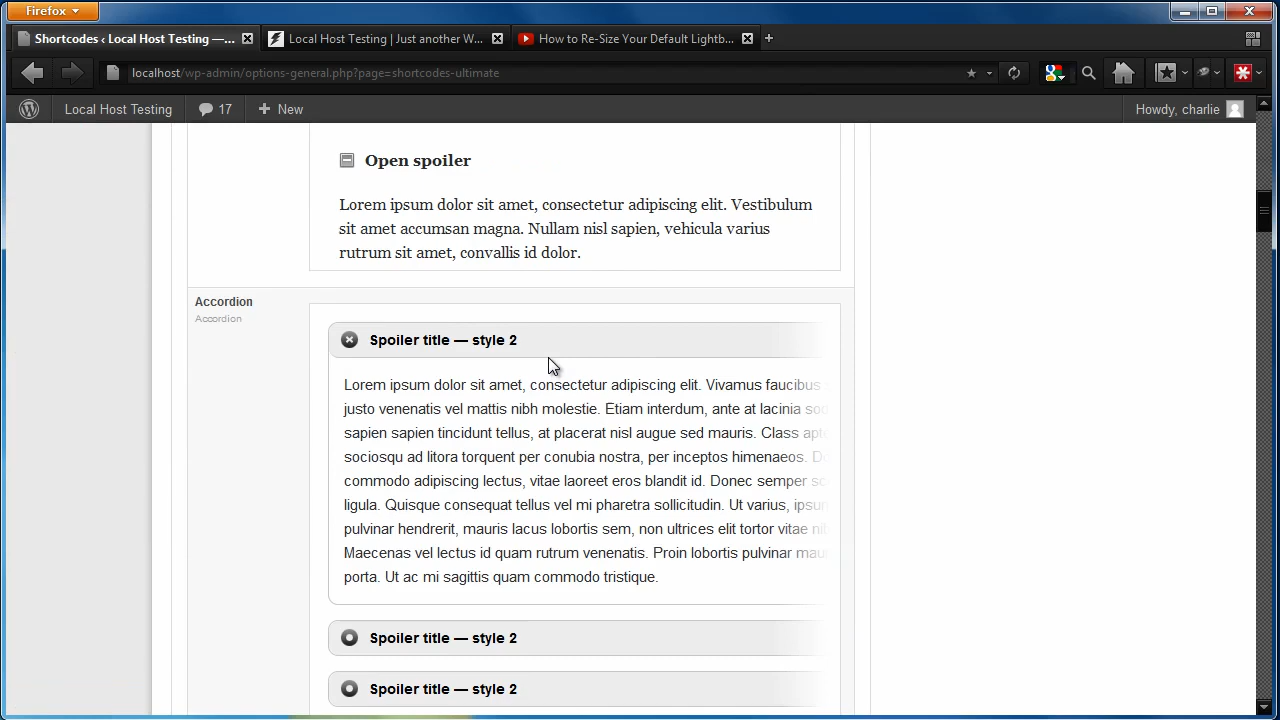 Firefox
Shortcodes ‹ Local Host Testing —...
Local Host Testing | Just another W...
How to Re-Size Your Default Lightb...
localhost/wp-admin/options-general.php?page=shortcodes-ultimate
Local Host Testing
17
New
Howdy, charlie
Open spoiler
Lorem ipsum dolor sit amet, consectetur adipiscing elit. Vestibulum
sit amet accumsan magna. Nullam nisl sapien, vehicula varius
rutrum sit amet, convallis id dolor.
Accordion
Accordion
Spoiler title — style 2
Lorem ipsum dolor sit amet, consectetur adipiscing elit. Vivamus faucibus
justo venenatis vel mattis nibh molestie. Etiam interdum, ante at lacinia
sapien sapien tincidunt tellus, at placerat nisl augue sed mauris. Class
sociosqu ad litora torquent per conubia nostra, per inceptos himenaeos.
commodo adipiscing lectus, vitae laoreet eros blandit id. Donec semper
ligula. Quisque consequat tellus vel mi pharetra sollicitudin. Ut varius,
pulvinar hendrerit, mauris lacus lobortis sem, non ultrices elit tortor vitae
Maecenas vel lectus id quam rutrum venenatis. Proin lobortis pulvinar
porta. Ut ac mi sagittis quam commodo tristique.
Spoiler title — style 2
Spoiler title — style 2